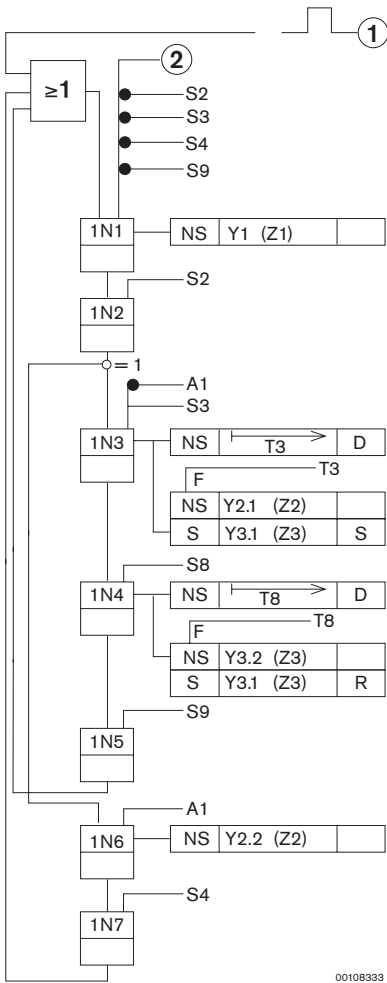 1
2
≥1
S2
S3
S4
S9
1N1 NS Y1 (Z1)
S2
1N2
= 1
A1
S3
1N3 NS T3 D
T3
F
NS Y2.1 (Z2)
S Y3.1 (Z3) S
S8
1N4 NS T8 D
T8
F
NS Y3.2 (Z3)
S Y3.1 (Z3) R
S9
1N5
A1
1N6 NS Y2.2 (Z2)
S4
1N7
00108333